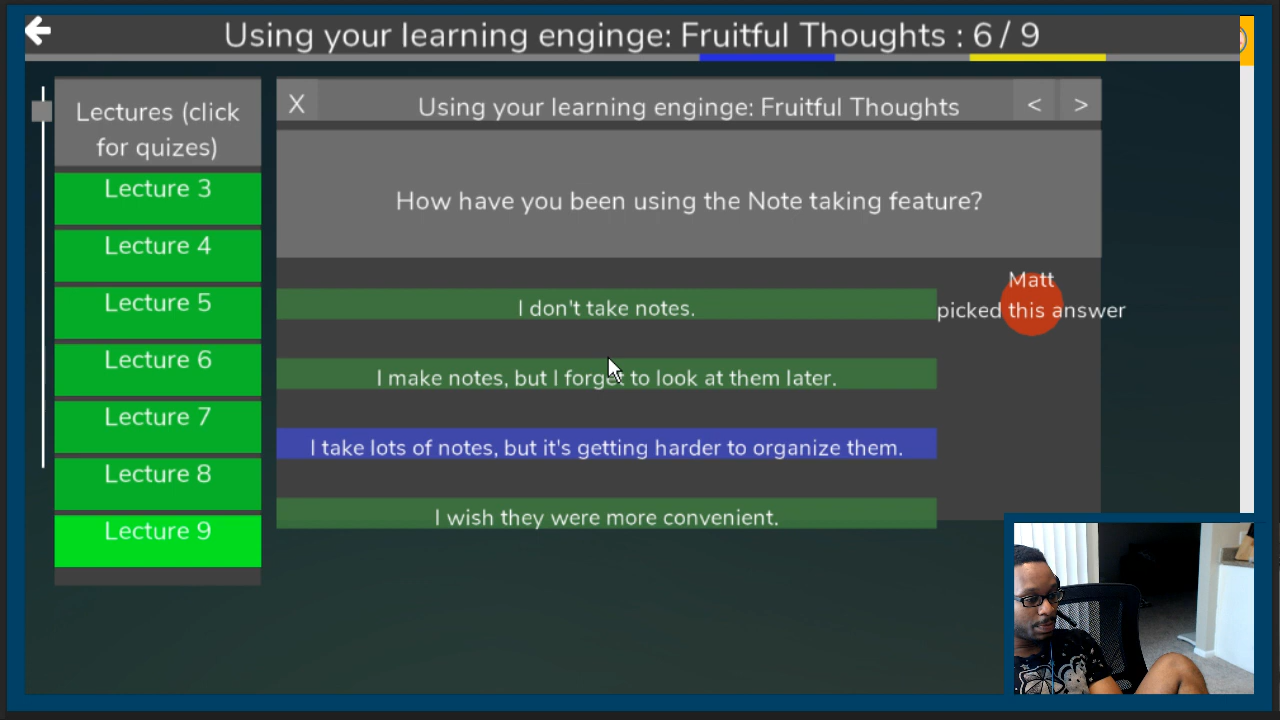 Using your learning enginge: Fruitful Thoughts : 6 / 9
Lectures (click
for quizes)
Lecture 3
Lecture 4
Lecture 5
Lecture 6
Lecture 7
Lecture 8
Lecture 9
X
Using your learning enginge: Fruitful Thoughts
<
>
How have you been using the Note taking feature?
I don't take notes.
Matt
picked this answer
I make notes, but I forget to look at them later.
I take lots of notes, but it's getting harder to organize them.
I wish they were more convenient.